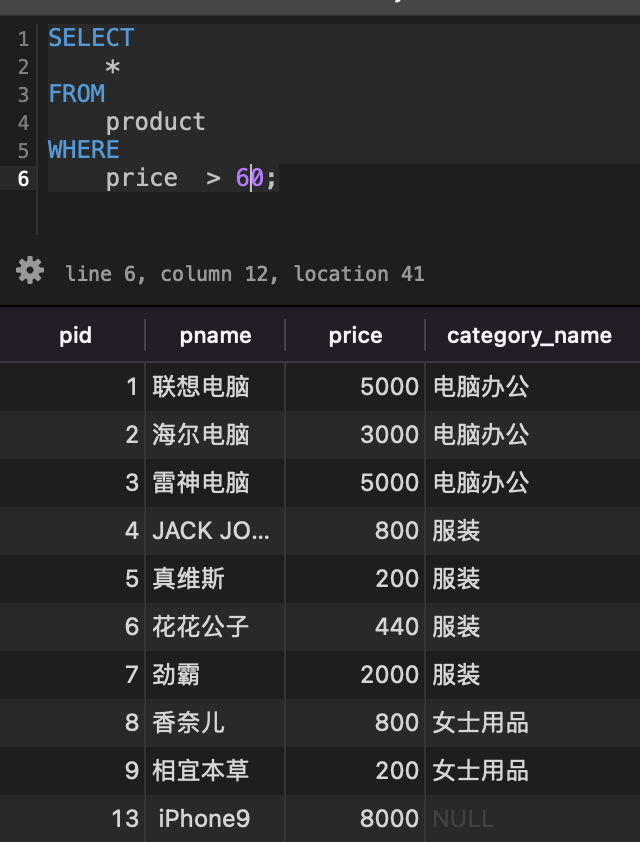 1 SELECT
2 *
3 FROM
4 product
5 WHERE
6 price > 60;
line 6, column 12, location 41
pid pname price category_name
1 联想电脑 5000 电脑办公
2 海尔电脑 3000 电脑办公
3 雷神电脑 5000 电脑办公
4 JACK JO... 800 服装
5 真维斯 200 服装
6 花花公子 440 服装
7 劲霸 2000 服装
8 香奈儿 800 女士用品
9 相宜本草 200 女士用品
13 iPhone9 8000 NULL